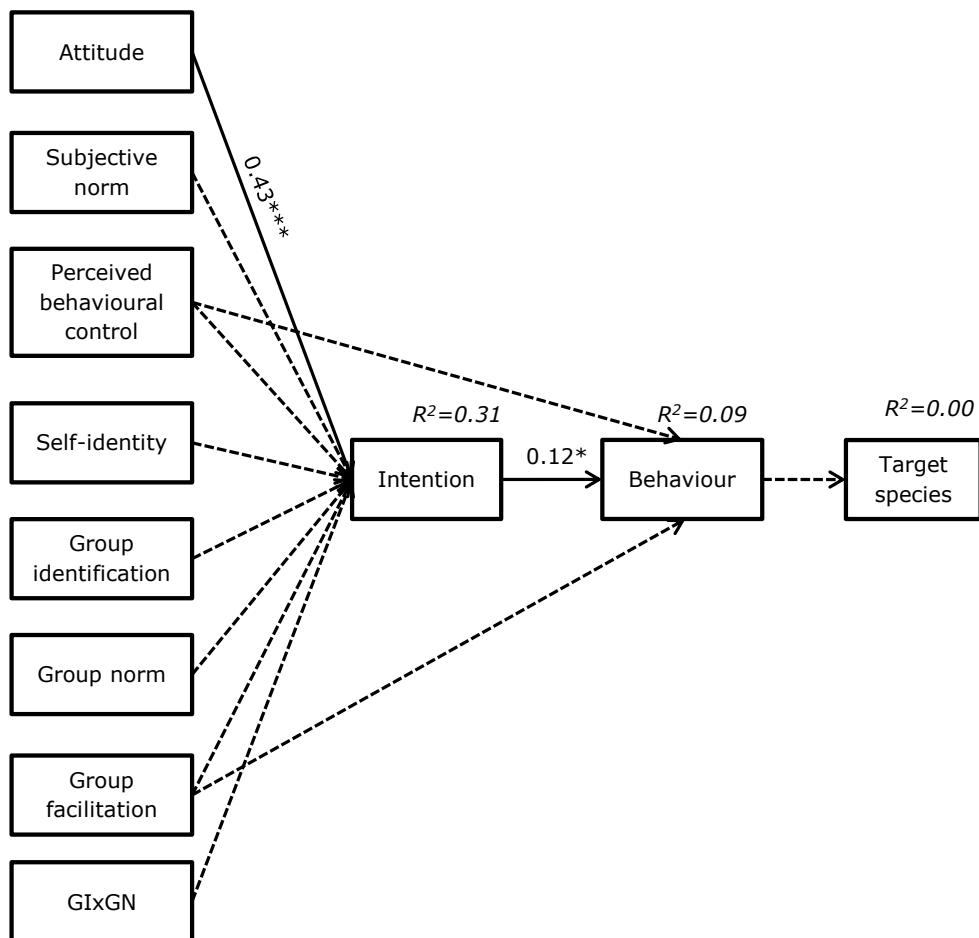 Attitude
Subjective
norm
0.43***
Perceived
behavioural
control
Self-identity
R²=0.31
R²=0.09
R²=0.00
Intention
0.12*
Behaviour
Target
species
Group
identification
Group norm
Group
facilitation
GIxGN